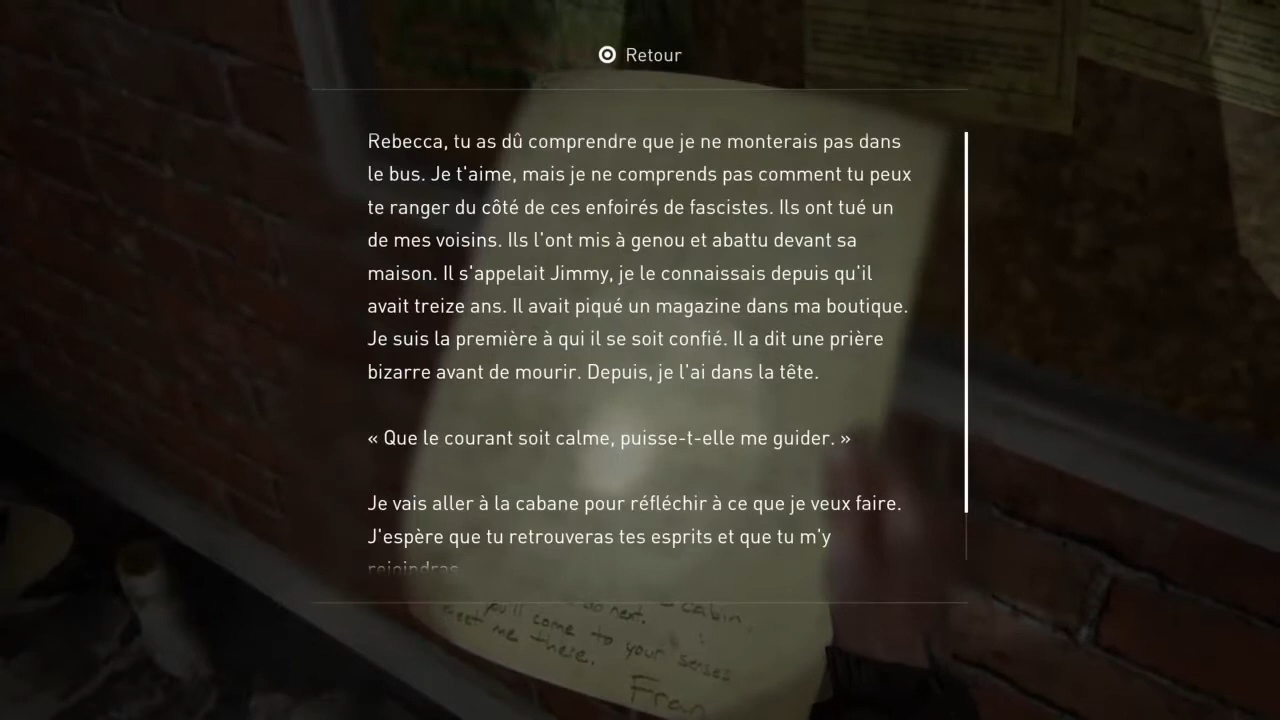 Retour
Rebecca, tu as dû comprendre que je ne monterais pas dans
le bus. Je t'aime, mais je ne comprends pas comment tu peux
te ranger du côté de ces enfoirés de fascistes. Ils ont tué un
de mes voisins. Ils l'ont mis à genou et abattu devant sa
maison. Il s'appelait Jimmy, je le connaissais depuis qu'il
avait treize ans. Il avait piqué un magazine dans ma boutique.
Je suis la première à qui il se soit confié. Il a dit une prière
bizarre avant de mourir. Depuis, je l'ai dans la tête.
« Que le courant soit calme, puisse-t-elle me guider. »
Je vais aller à la cabane pour réfléchir à ce que je veux faire.
J'espère que tu retrouveras tes esprits et que tu m'y
rejoindras
cabin
do next.
you'll come to your senses
meet me there.
Fran